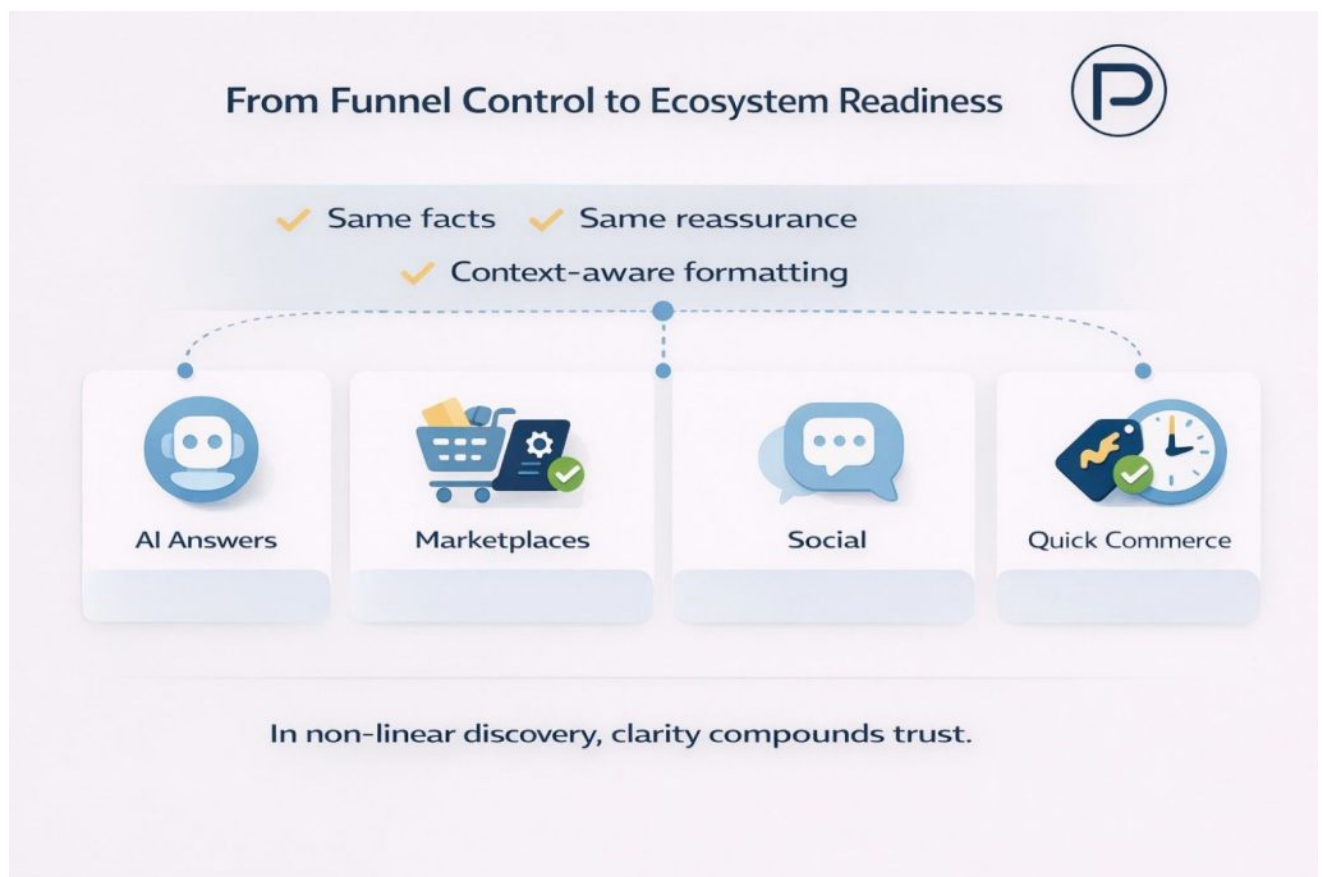 From Funnel Control to Ecosystem Readiness
P
Same facts Same reassurance
Context-aware formatting
AI Answers
Marketplaces
Social
Quick Commerce
In non-linear discovery, clarity compounds trust.